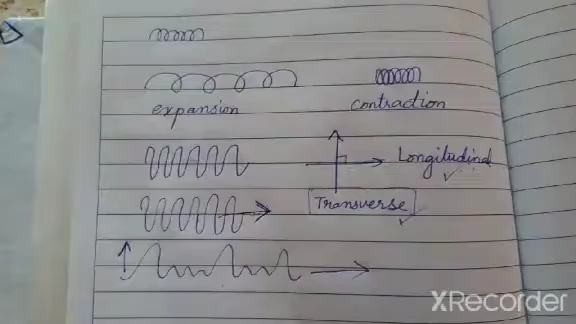 expansion contraction
Longitudinal
Transverse
XRecorder